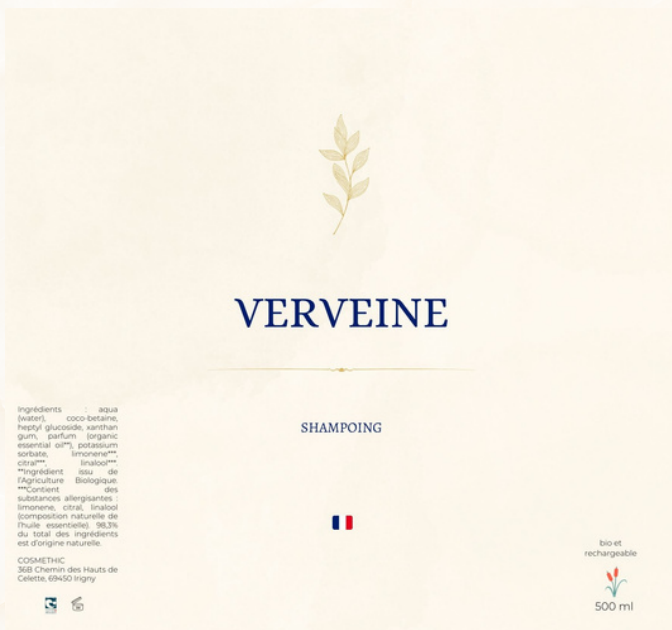 VERVEINE
SHAMPOING
Ingrédients : aqua
(water), coco-betaine,
heptyl glucoside, xanthan
gum, parfum (organic
essential oil**), potassium
sorbate, limonene***,
citral***, linalool***.
**Ingrédient issu de
l'Agriculture Biologique.
***Contient des
substances allergisantes :
limonene, citral, linalool
(composition naturelle de
l'huile essentielle). 98,3%
du total des ingrédients
est d'origine naturelle.
COSMETHIC
36B Chemin des Hauts de
Celette, 69450 Irigny
bio et
rechargeable
500 ml